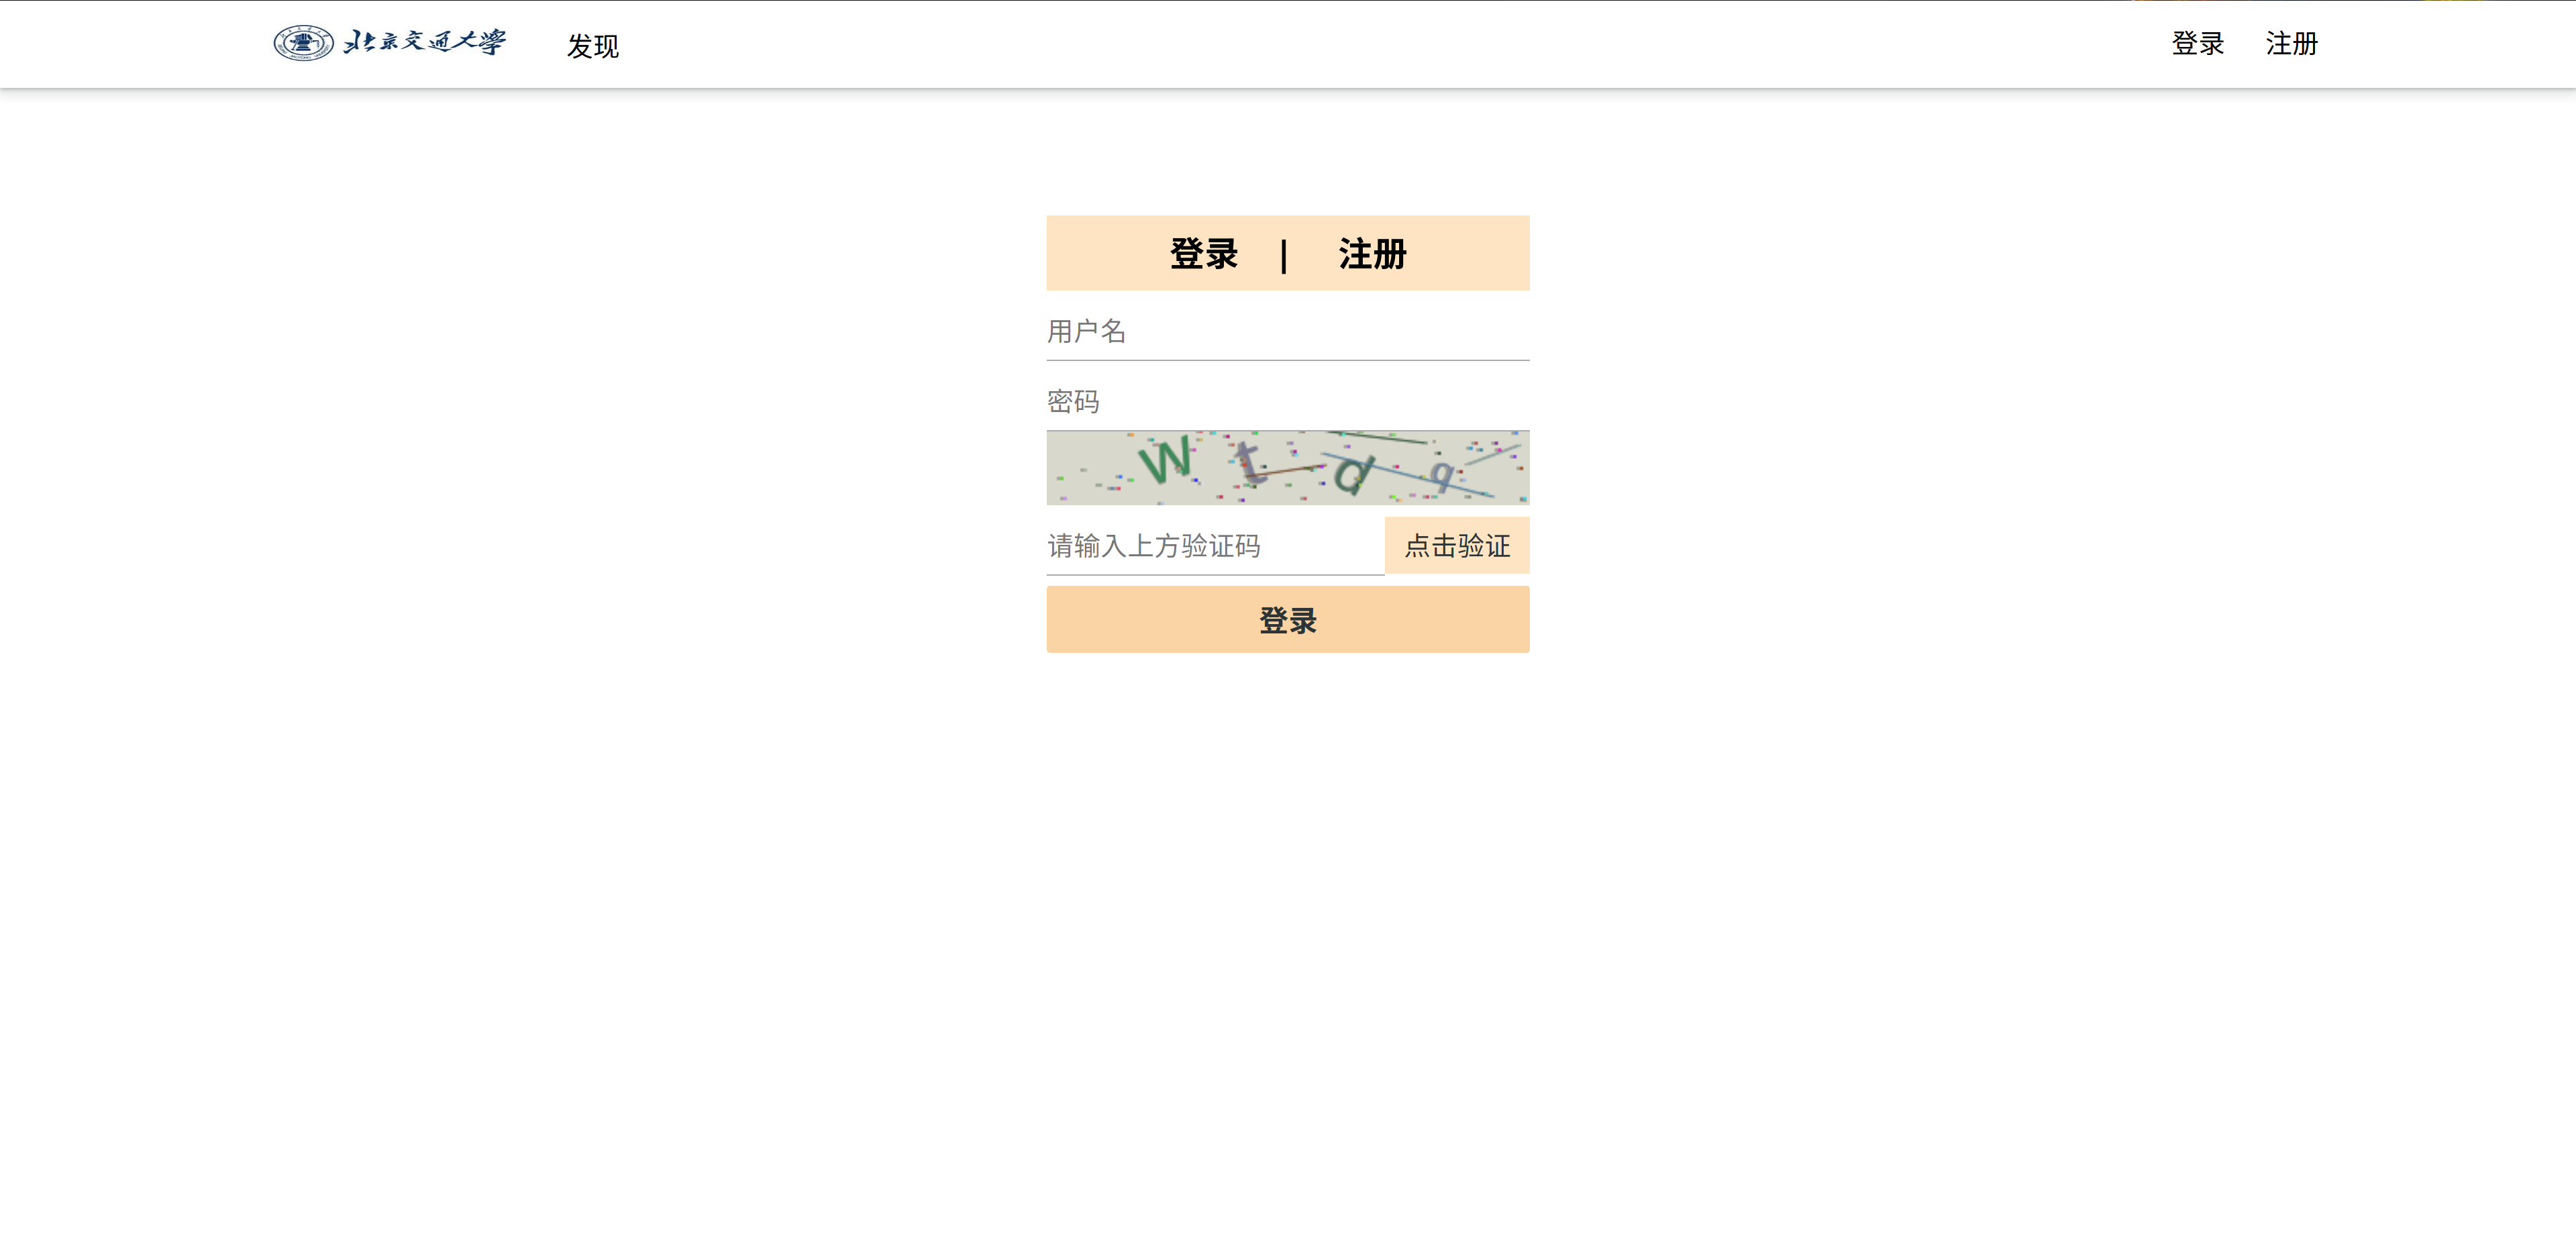 北京交通大學 发现 登录 注册
登录 | 注册
用户名
密码
W t q q
请输入上方验证码 点击验证
登录